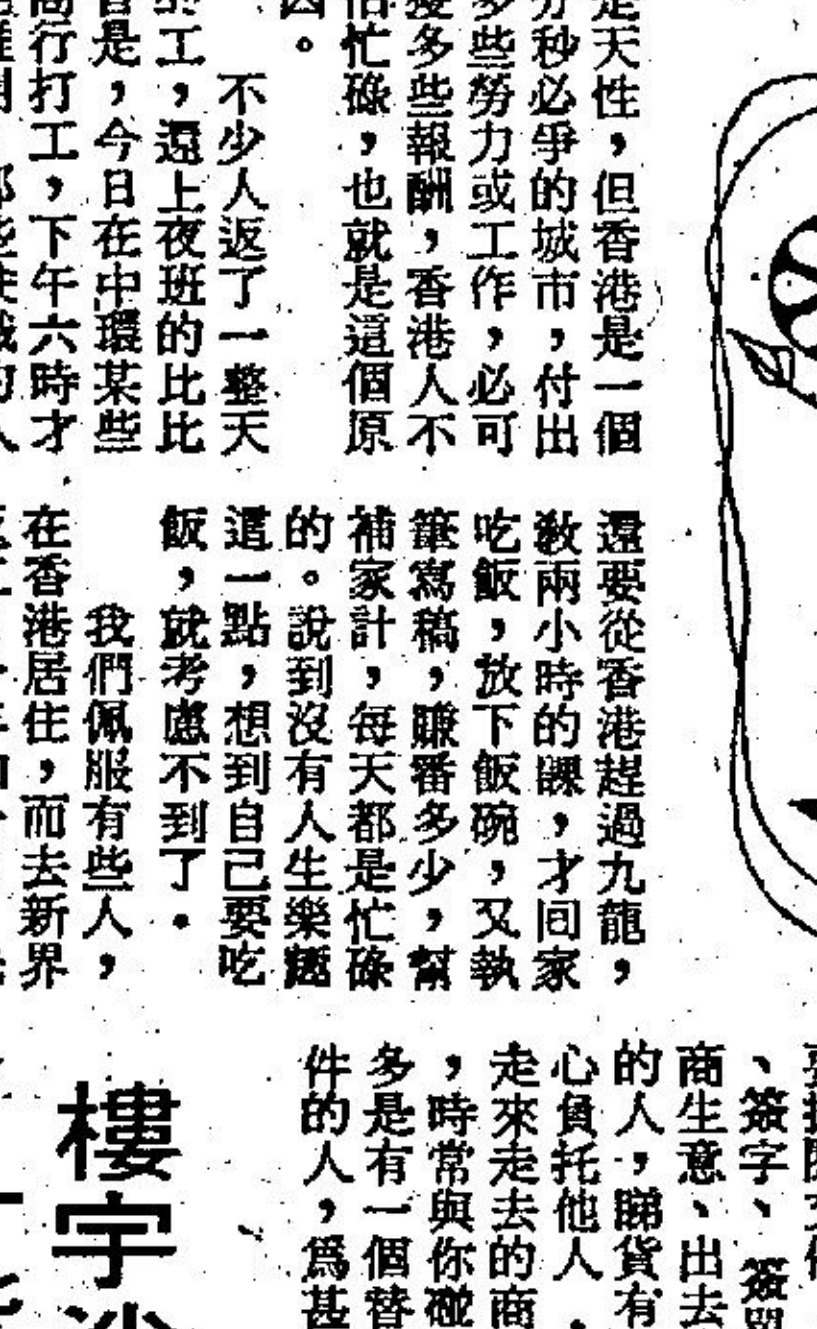 天性，但香港是一個
分秒必爭的城市，付出
多些勞力或工作，必可
獲多些報酬，香港人不
怕忙碌，也就是這個原
因。
不少人返了一整天
的工，還上夜班的比比
皆是，今日在中環某些
商行打工，下午六時才
還要從香港趕過九龍，
敎兩小時的課，才囘家
吃飯，放下飯碗，又執
筆寫稿，賺番多少，幫
補家計，每天都是忙碌
的。說到沒有人生樂趣
這一點，想到自己要吃
飯，就考慮不到了。
我們佩服有些人，
在香港居住，而去新界
、簽字、簽單
商生意、出去
的人，睇貨有
心負托他人，
走來走去的商
，時常與你碰
多是有一個替
件的人，爲甚
樓宇